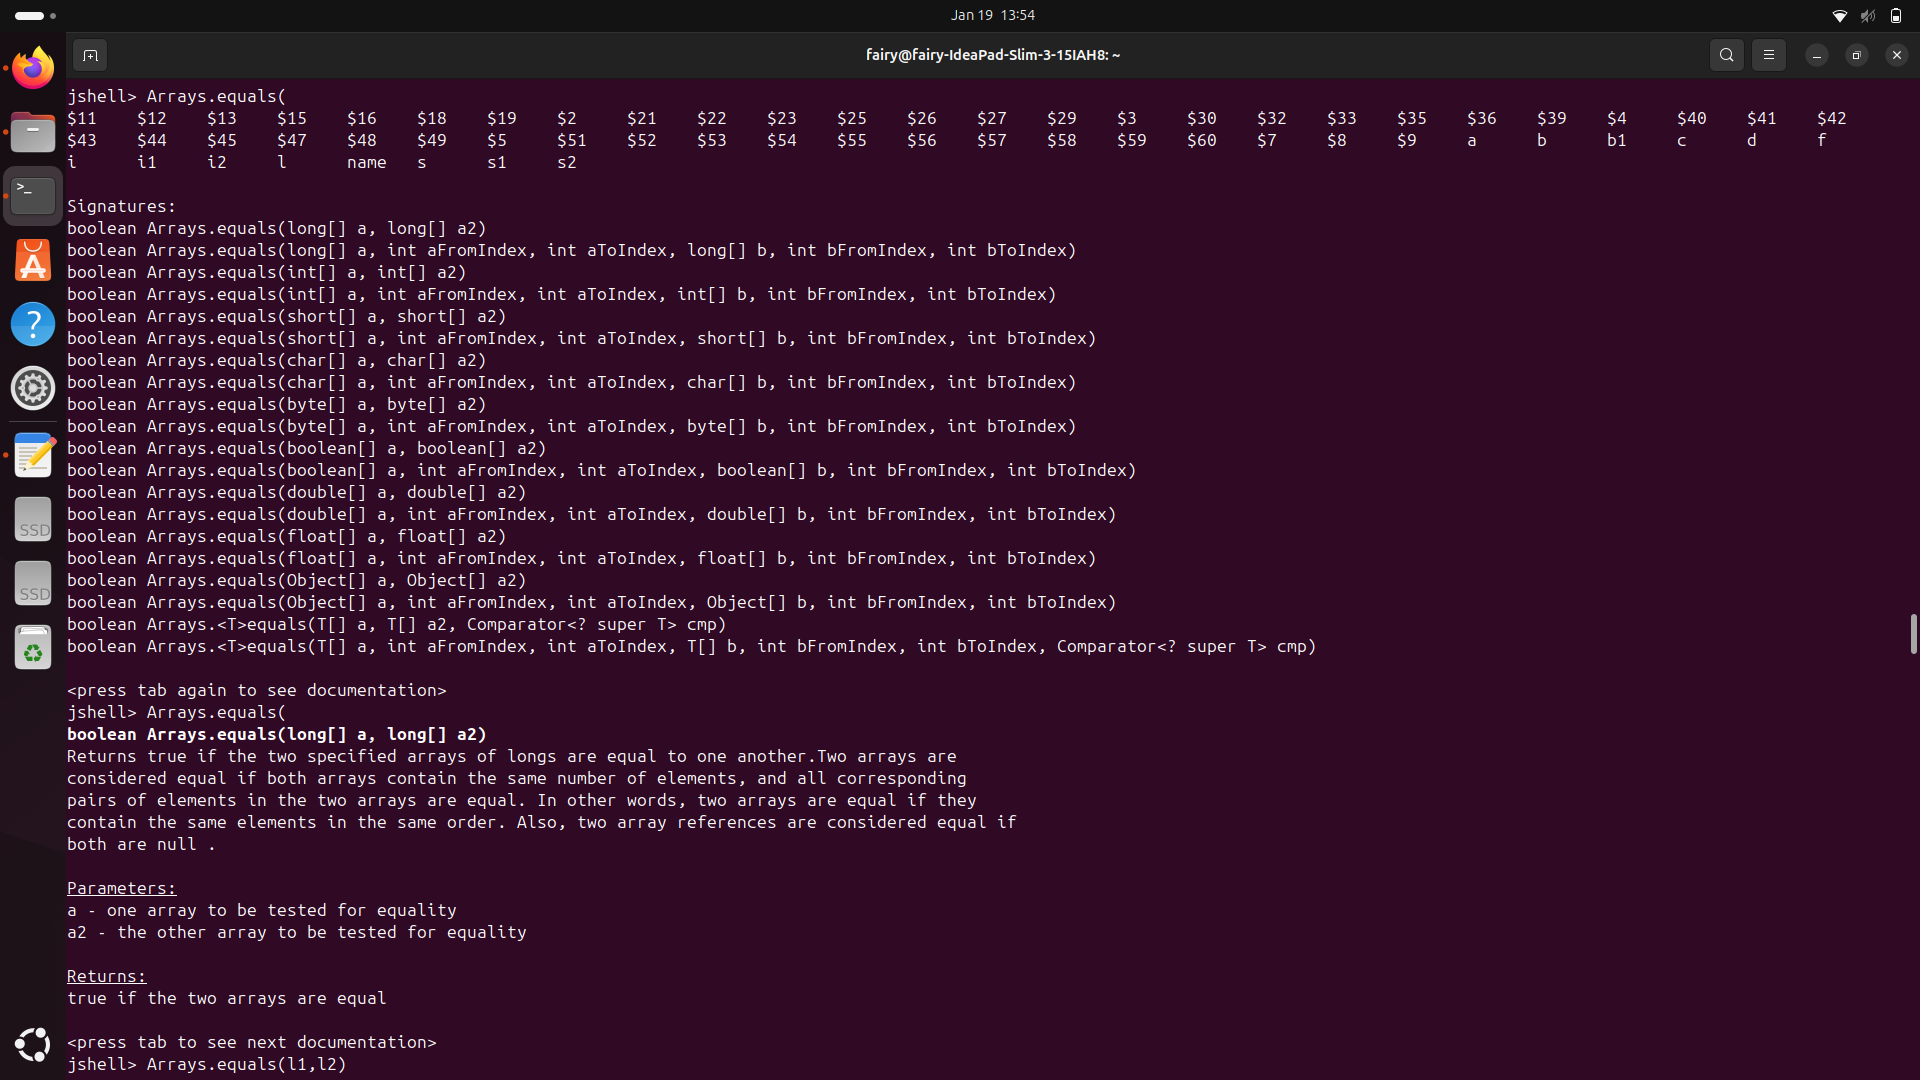 Jan 19 13:54
fairy@fairy-IdeaPad-Slim-3-15IAH8: ~
jshell> Arrays.equals(
$11 $12 $13 $15 $16 $18 $19 $2 $21 $22 $23 $25 $26 $27 $29 $3 $30 $32 $33 $35 $36 $39 $4 $40 $41 $42
$43 $44 $45 $47 $48 $49 $5 $51 $52 $53 $54 $55 $56 $57 $58 $59 $60 $7 $8 $9 a b b1 c d f
i i1 i2 l name s s1 s2
Signatures:
boolean Arrays.equals(long[] a, long[] a2)
boolean Arrays.equals(long[] a, int aFromIndex, int aToIndex, long[] b, int bFromIndex, int bToIndex)
boolean Arrays.equals(int[] a, int[] a2)
boolean Arrays.equals(int[] a, int aFromIndex, int aToIndex, int[] b, int bFromIndex, int bToIndex)
boolean Arrays.equals(short[] a, short[] a2)
boolean Arrays.equals(short[] a, int aFromIndex, int aToIndex, short[] b, int bFromIndex, int bToIndex)
boolean Arrays.equals(char[] a, char[] a2)
boolean Arrays.equals(char[] a, int aFromIndex, int aToIndex, char[] b, int bFromIndex, int bToIndex)
boolean Arrays.equals(byte[] a, byte[] a2)
boolean Arrays.equals(byte[] a, int aFromIndex, int aToIndex, byte[] b, int bFromIndex, int bToIndex)
boolean Arrays.equals(boolean[] a, boolean[] a2)
boolean Arrays.equals(boolean[] a, int aFromIndex, int aToIndex, boolean[] b, int bFromIndex, int bToIndex)
boolean Arrays.equals(double[] a, double[] a2)
boolean Arrays.equals(double[] a, int aFromIndex, int aToIndex, double[] b, int bFromIndex, int bToIndex)
boolean Arrays.equals(float[] a, float[] a2)
boolean Arrays.equals(float[] a, int aFromIndex, int aToIndex, float[] b, int bFromIndex, int bToIndex)
boolean Arrays.equals(Object[] a, Object[] a2)
boolean Arrays.equals(Object[] a, int aFromIndex, int aToIndex, Object[] b, int bFromIndex, int bToIndex)
boolean Arrays.<T>equals(T[] a, T[] a2, Comparator<? super T> cmp)
boolean Arrays.<T>equals(T[] a, int aFromIndex, int aToIndex, T[] b, int bFromIndex, int bToIndex, Comparator<? super T> cmp)
<press tab again to see documentation>
jshell> Arrays.equals(
boolean Arrays.equals(long[] a, long[] a2)
Returns true if the two specified arrays of longs are equal to one another.Two arrays are
considered equal if both arrays contain the same number of elements, and all corresponding
pairs of elements in the two arrays are equal. In other words, two arrays are equal if they
contain the same elements in the same order. Also, two array references are considered equal if
both are null .
Parameters:
a - one array to be tested for equality
a2 - the other array to be tested for equality
Returns:
true if the two arrays are equal
<press tab to see next documentation>
jshell> Arrays.equals(l1,l2)
SSD
SSD